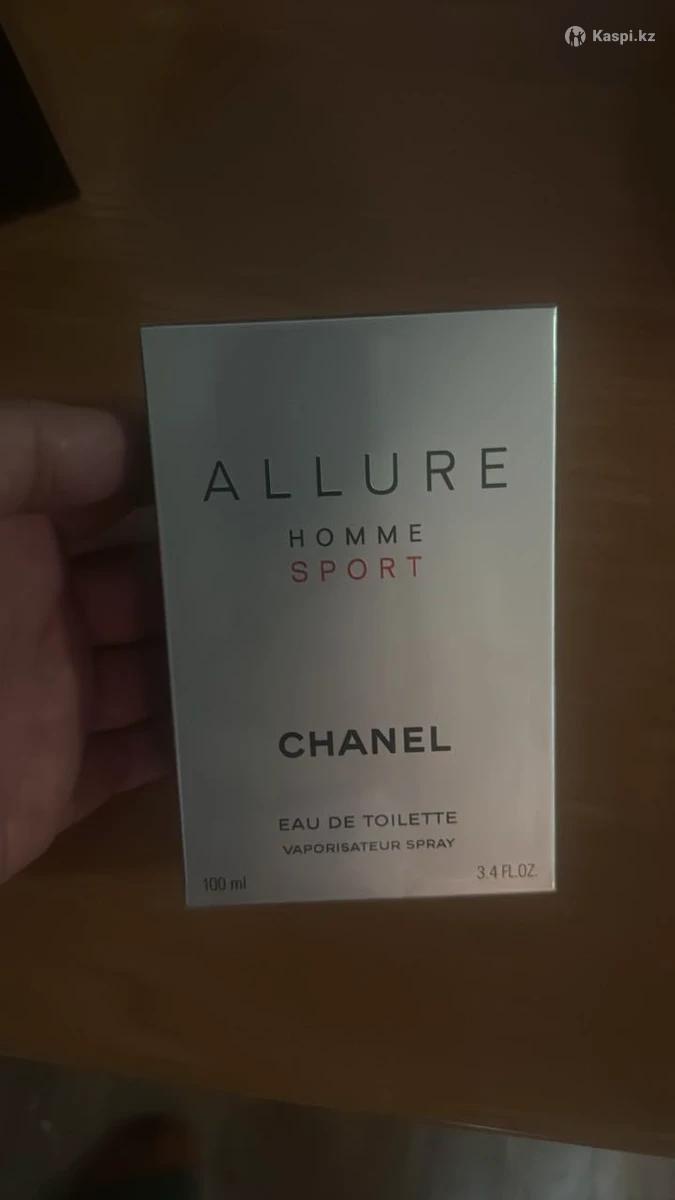 Kaspi.kz
ALLURE
HOMME
SPORT
CHANEL
EAU DE TOILETTE
VAPORISATEUR SPRAY
100 ml
3.4 FL.OZ.